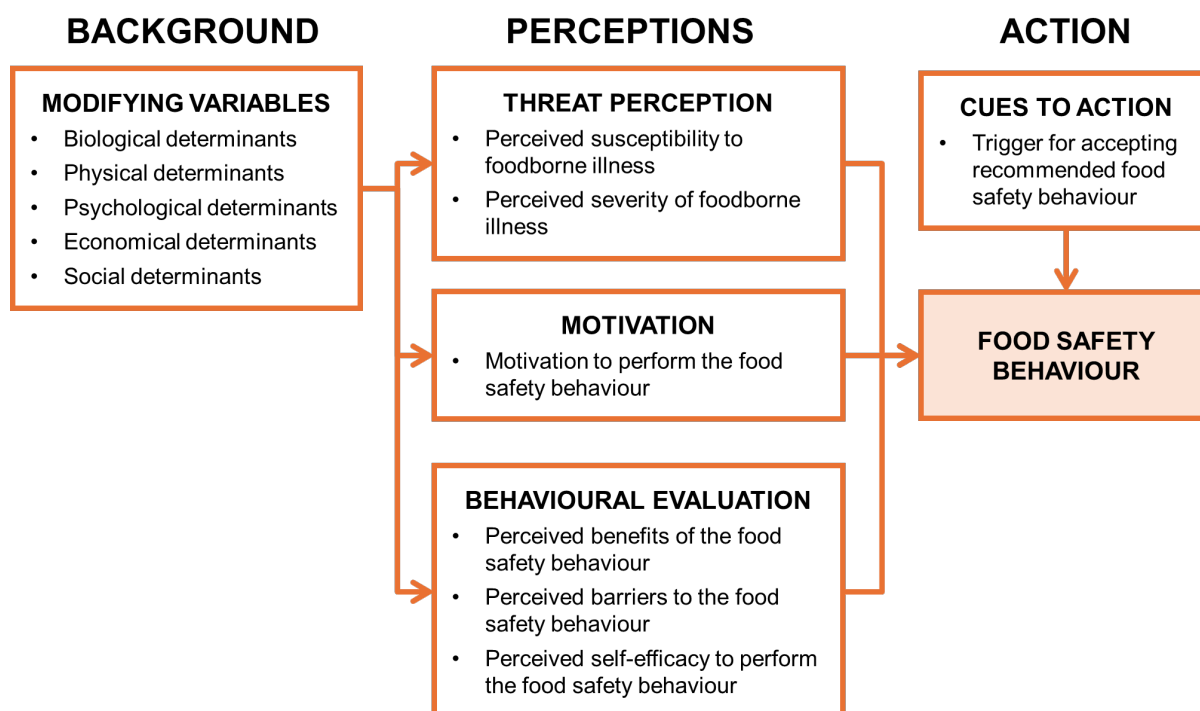 BACKGROUND
MODIFYING VARIABLES
• Biological determinants
• Physical determinants
• Psychological determinants
• Economical determinants
• Social determinants
PERCEPTIONS
THREAT PERCEPTION
• Perceived susceptibility to
foodborne illness
• Perceived severity of foodborne
illness
MOTIVATION
• Motivation to perform the food
safety behaviour
BEHAVIOURAL EVALUATION
• Perceived benefits of the food
safety behaviour
• Perceived barriers to the food
safety behaviour
• Perceived self-efficacy to perform
the food safety behaviour
ACTION
CUES TO ACTION
• Trigger for accepting
recommended food
safety behaviour
FOOD SAFETY
BEHAVIOUR